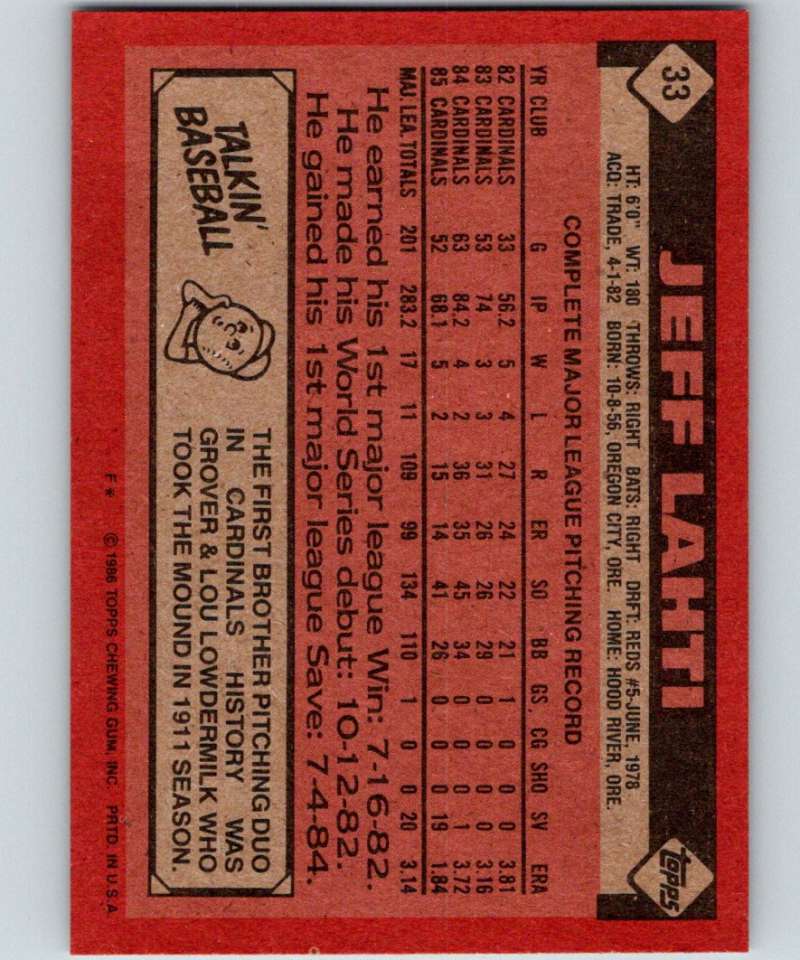 33
JEFF LAHTI
topps
HT: 6'0" WT: 180 THROWS: RIGHT BATS: RIGHT DRFT: REDS #5-JUNE, 1978
ACQ: TRADE, 4-1-82 BORN: 10-8-56, OREGON CITY, ORE. HOME: HOOD RIVER, ORE.
COMPLETE MAJOR LEAGUE PITCHING RECORD
YR CLUB G IP W L R ER SO BB GS. CG SHO SV ERA
82 CARDINALS 33 56.2 5 4 27 24 22 21 1 0 0 0 3.81
83 CARDINALS 53 74 3 3 31 26 26 29 0 0 0 0 3.16
84 CARDINALS 63 84.2 4 2 36 35 45 34 0 0 0 1 3.72
85 CARDINALS 52 68.1 5 2 15 14 41 26 0 0 0 19 1.84
MAJ. LEA. TOTALS 201 283.2 17 11 109 99 134 110 1 0 0 20 3.14
He earned his 1st major league Win: 7-16-82.
He made his World Series debut: 10-12-82.
He gained his 1st major league Save: 7-4-84.
TALKIN'
BASEBALL
THE FIRST BROTHER PITCHING DUO
IN CARDINALS HISTORY WAS
GROVER & LOU LOWDERMILK WHO
TOOK THE MOUND IN 1911 SEASON.
F* © 1986 TOPPS CHEWING GUM, INC. PRTD. IN U.S.A.